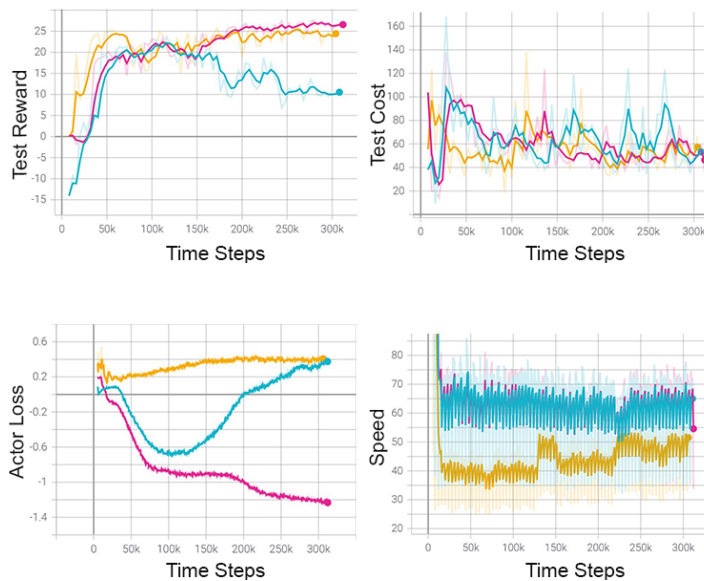 Test Reward
25
20
15
10
5
0
-5
-10
-15
0
50k
100k
150k
200k
250k
300k
Time Steps
Test Cost
160
140
120
100
80
60
40
20
0
50k
100k
150k
200k
250k
300k
Time Steps
Actor Loss
0.6
0.2
-0.2
-0.6
-1
-1.4
0
50k
100k
150k
200k
250k
300k
Time Steps
Speed
80
70
60
50
40
30
20
0
50k
100k
150k
200k
250k
300k
Time Steps